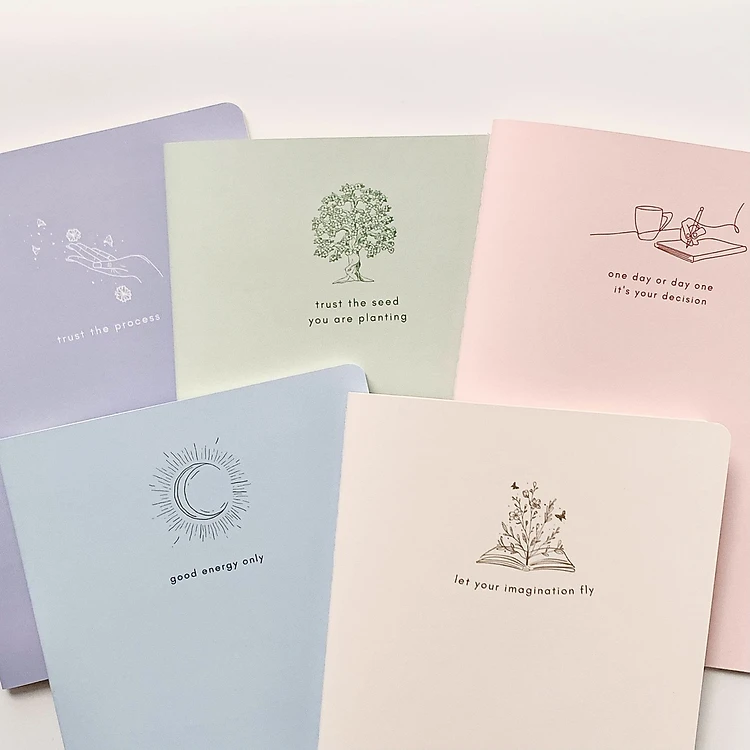 trust the process
trust the seed
you are planting
one day or day one
it's your decision
good energy only
let your imagination fly